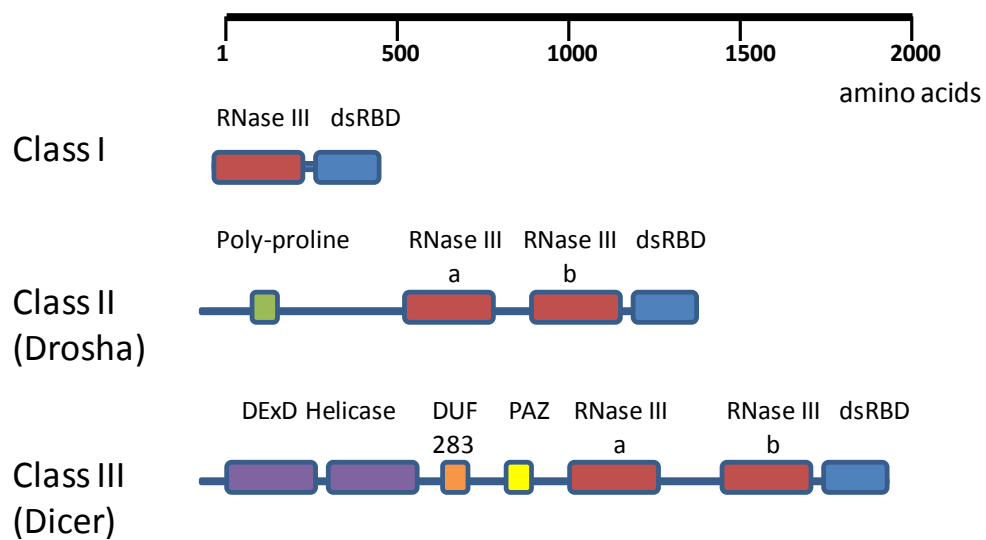 1 500 1000 1500 2000
amino acids
RNase III dsRBD
Class I
Poly-proline RNase III RNase III dsRBD
a b
Class II
(Drosha)
DExD Helicase DUF PAZ RNase III RNase III dsRBD
283 a b
Class III
(Dicer)